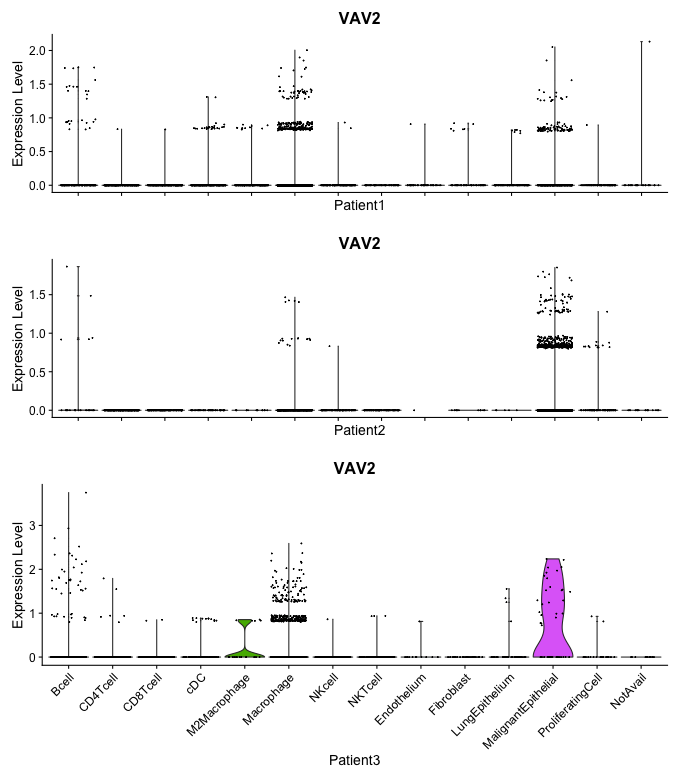 VAV2
Expression Level
2.0
1.5
1.0
0.5
0.0
Patient1
VAV2
Expression Level
1.5
1.0
0.5
0.0
Patient2
VAV2
Expression Level
3
2
1
0
Bcell
CD4Tcell
CD8Tcell
cDC
M2Macrophage
Macrophage
NKcell
NKTcell
Endothelium
Fibroblast
LungEpithelium
MalignantEpithelial
ProliferatingCell
NotAvail
Patient3